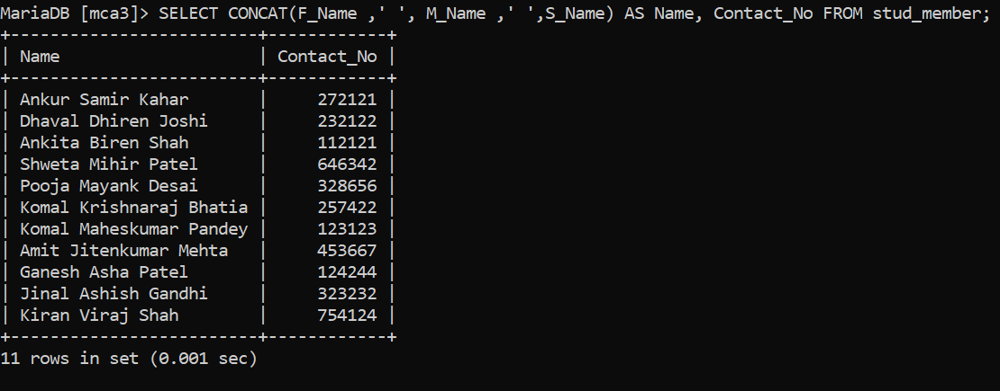 MariaDB [mca3]> SELECT CONCAT(F_Name ,' ', M_Name ,' ',S_Name) AS Name, Contact_No FROM stud_member;
+-------------------------+------------+
| Name                    | Contact_No |
+-------------------------+------------+
| Ankur Samir Kahar       |     272121 |
| Dhaval Dhiren Joshi     |     232122 |
| Ankita Biren Shah       |     112121 |
| Shweta Mihir Patel      |     646342 |
| Pooja Mayank Desai      |     328656 |
| Komal Krishnaraj Bhatia |     257422 |
| Komal Maheskumar Pandey |     123123 |
| Amit Jitenkumar Mehta   |     453667 |
| Ganesh Asha Patel       |     124244 |
| Jinal Ashish Gandhi     |     323232 |
| Kiran Viraj Shah        |     754124 |
+-------------------------+------------+
11 rows in set (0.001 sec)